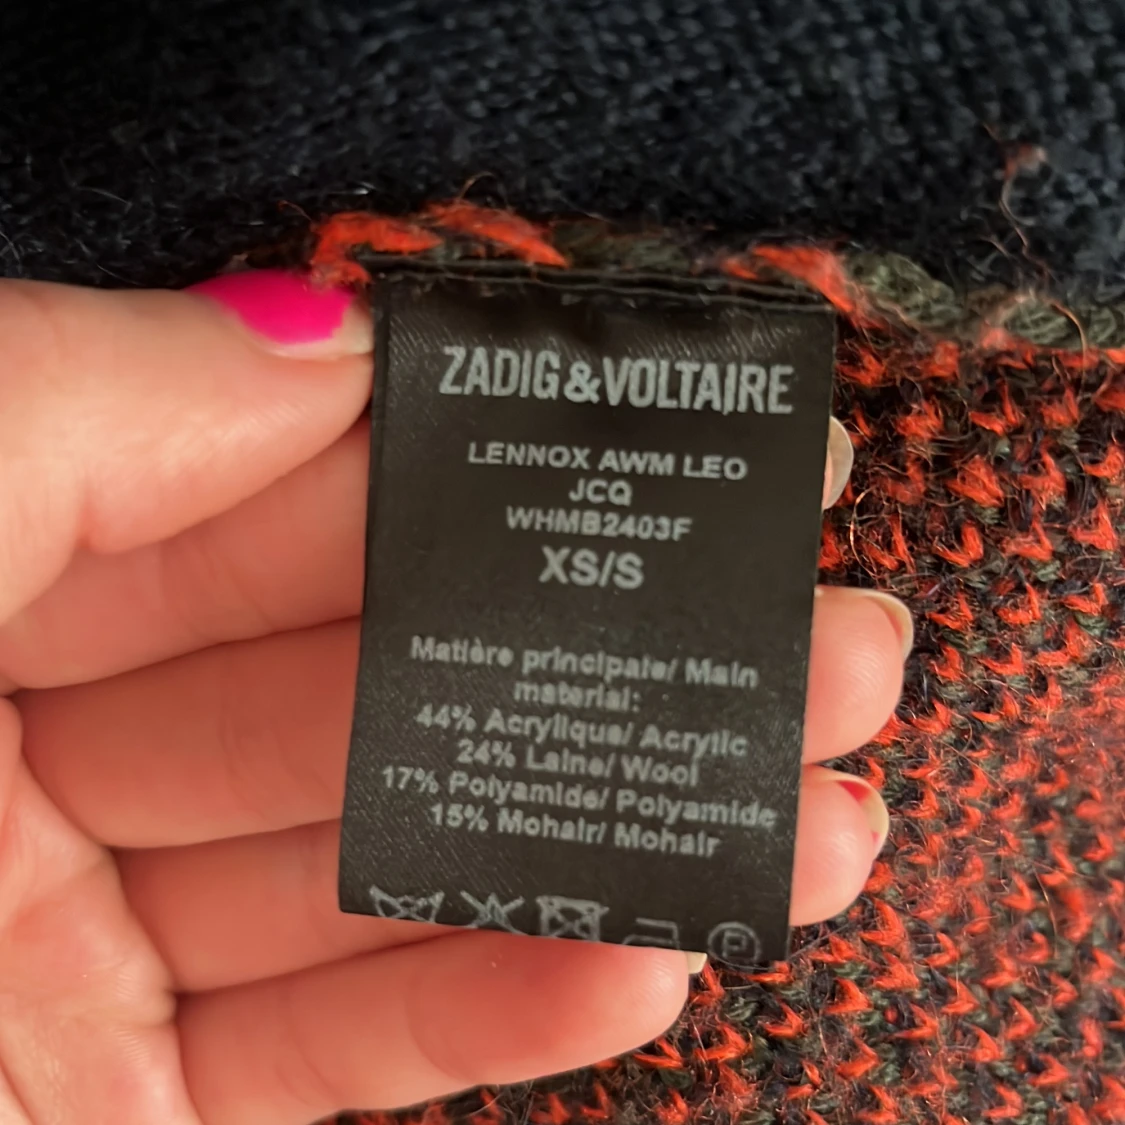 ZADIG&VOLTAIRE
LENNOX AWM LEO
JCQ
WHMB2403F
XS/S
Matière principale/ Main
material:
44% Acrylique/ Acrylic
24% Laine/ Wool
17% Polyamide/ Polyamide
15% Mohair/ Mohair
P